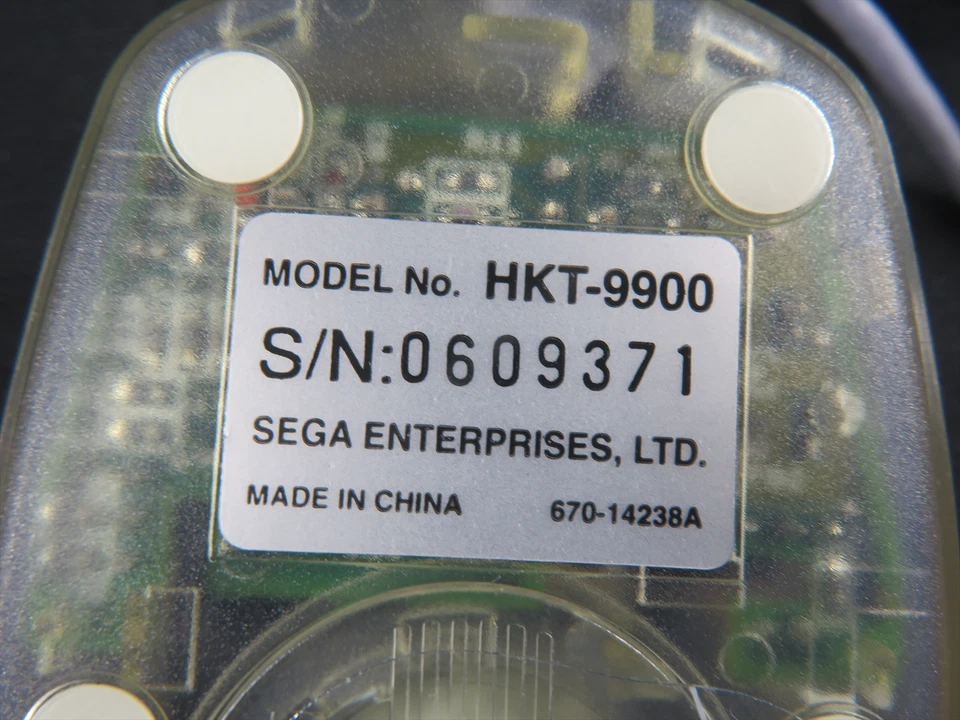 MODEL No. HKT-9900
S/N:0609371
SEGA ENTERPRISES, LTD.
MADE IN CHINA 670-14238A